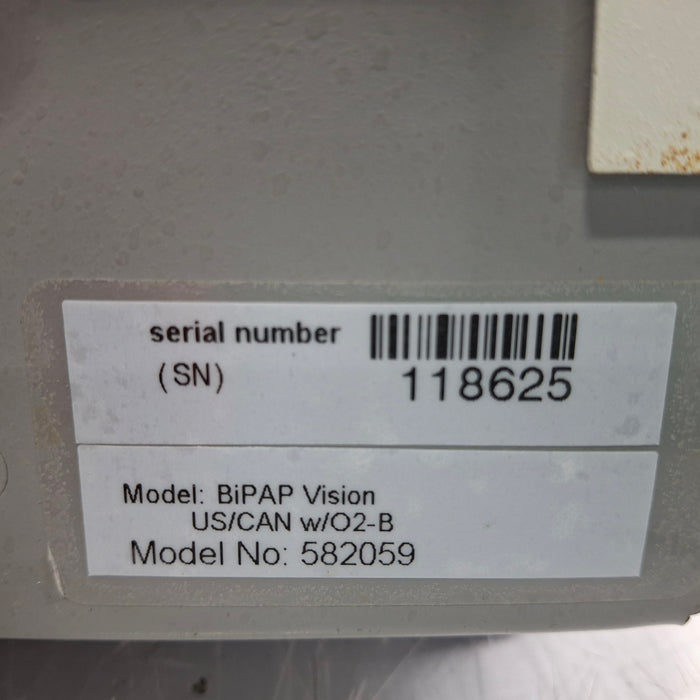 serial number
(SN)
118625
Model: BiPAP Vision
US/CAN w/O2-B
Model No: 582059